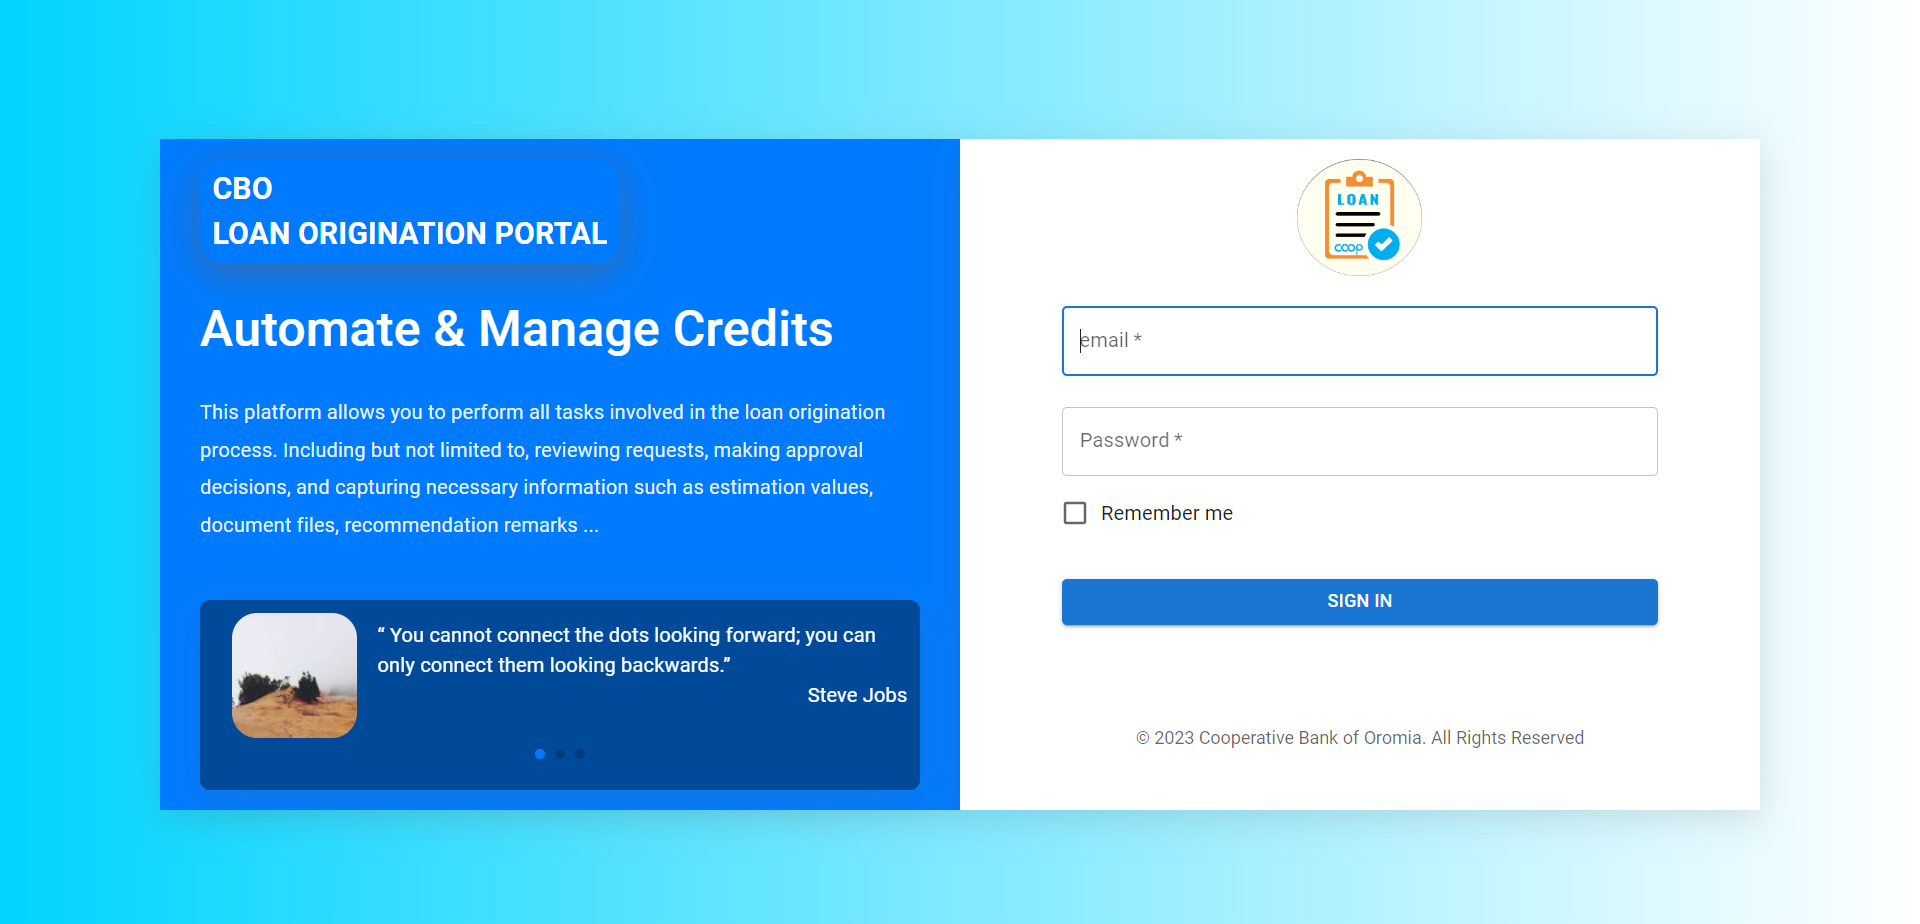 CBO
LOAN ORIGINATION PORTAL
Automate & Manage Credits
This platform allows you to perform all tasks involved in the loan origination
process. Including but not limited to, reviewing requests, making approval
decisions, and capturing necessary information such as estimation values,
document files, recommendation remarks ...
“ You cannot connect the dots looking forward; you can
only connect them looking backwards.”
Steve Jobs
LOAN
coop
email *
Password *
Remember me
SIGN IN
© 2023 Cooperative Bank of Oromia. All Rights Reserved